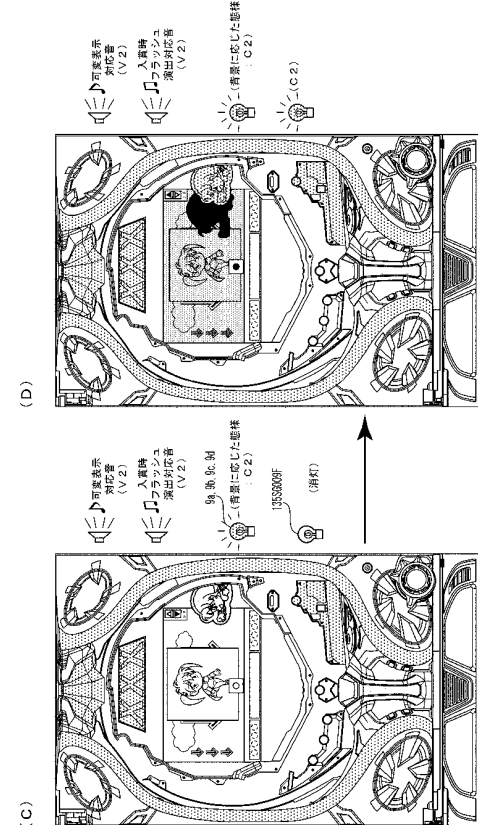 (C)
♪可変表示
対応音
(V2)
入賞時
フラッシュ
演出対応音
(V2)
9a, 9b, 9c, 9d
(背景に応じた態様
:C2)
135SG009F
(消灯)
(D)
♪可変表示
対応音
(V2)
入賞時
フラッシュ
演出対応音
(V2)
(背景に応じた態様
:C2)
(C2)